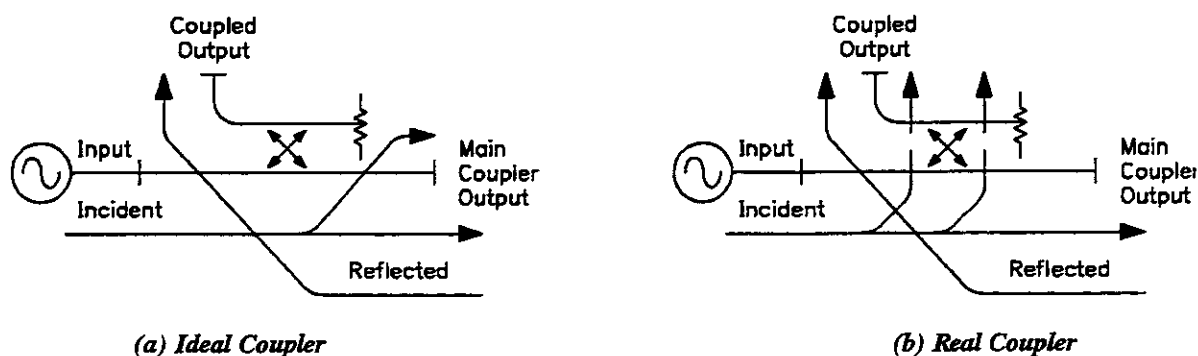 Coupled
Output
Input
Incident
Main
Coupler
Output
Reflected
(a) Ideal Coupler
Coupled
Output
Input
Incident
Main
Coupler
Output
Reflected
(b) Real Coupler